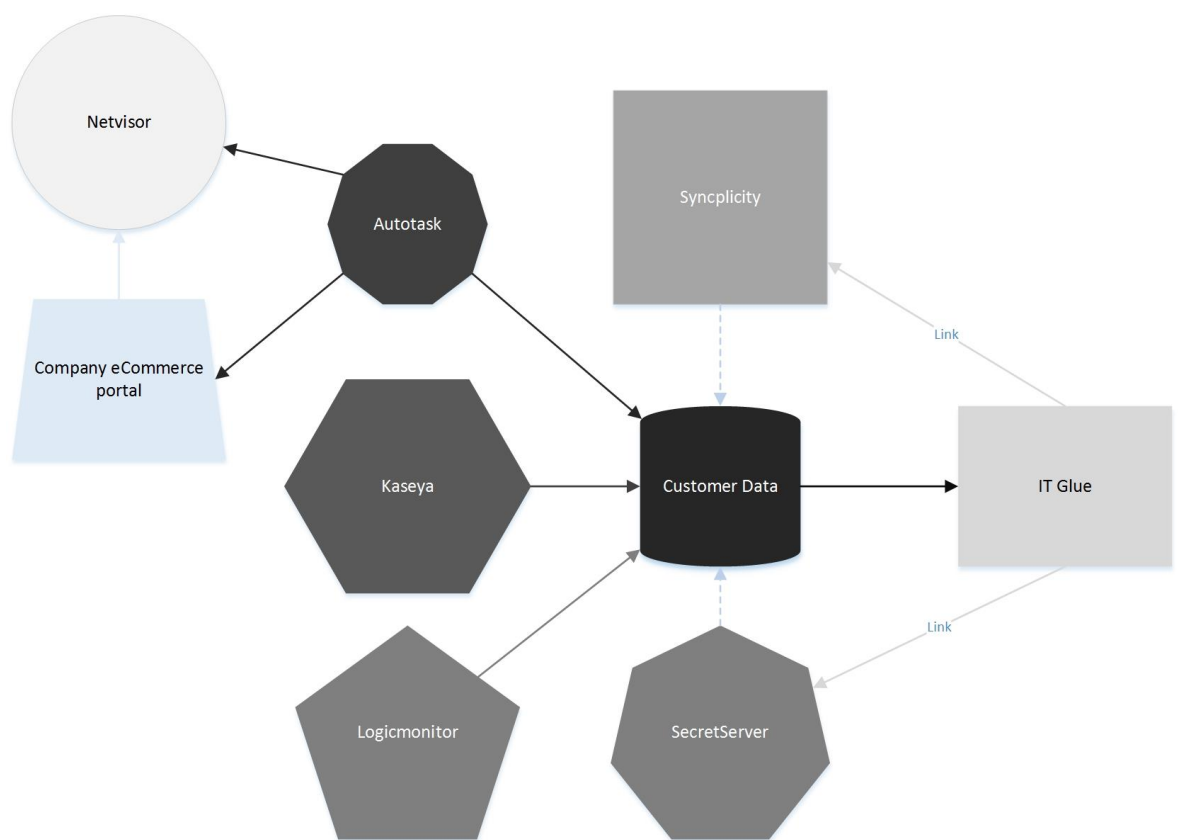 Netvisor
Autotask
Syncplicity
Link
Company eCommerce
portal
Kaseya
Customer Data
IT Glue
Link
Logicmonitor
SecretServer